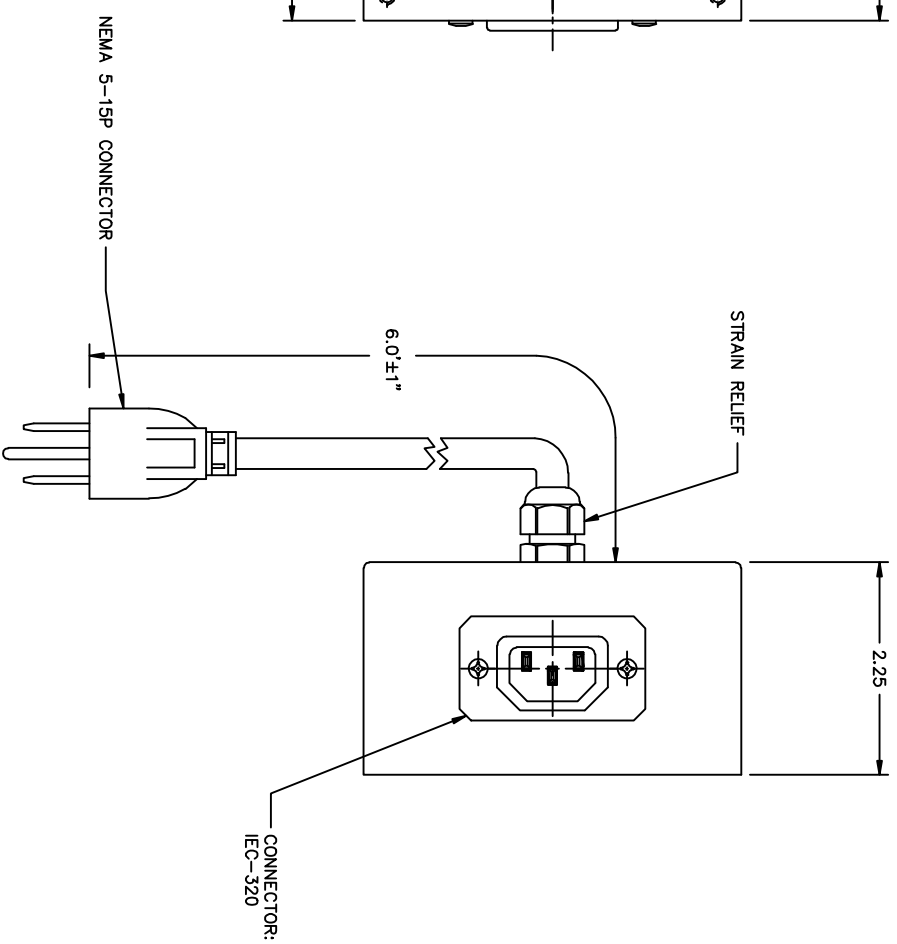 NEMA 5-15P CONNECTOR
6.0'±1"
STRAIN RELIEF
2.25
CONNECTOR:
IEC-320